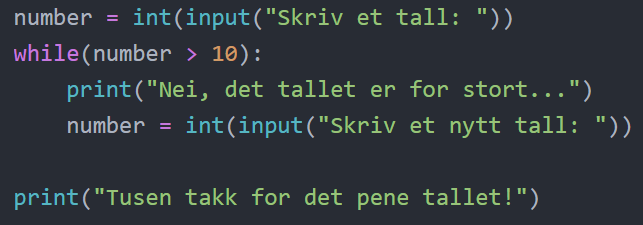 number = int(input("Skriv et tall: "))
while(number > 10):
    print("Nei, det tallet er for stort...")
    number = int(input("Skriv et nytt tall: "))

print("Tusen takk for det pene tallet!")